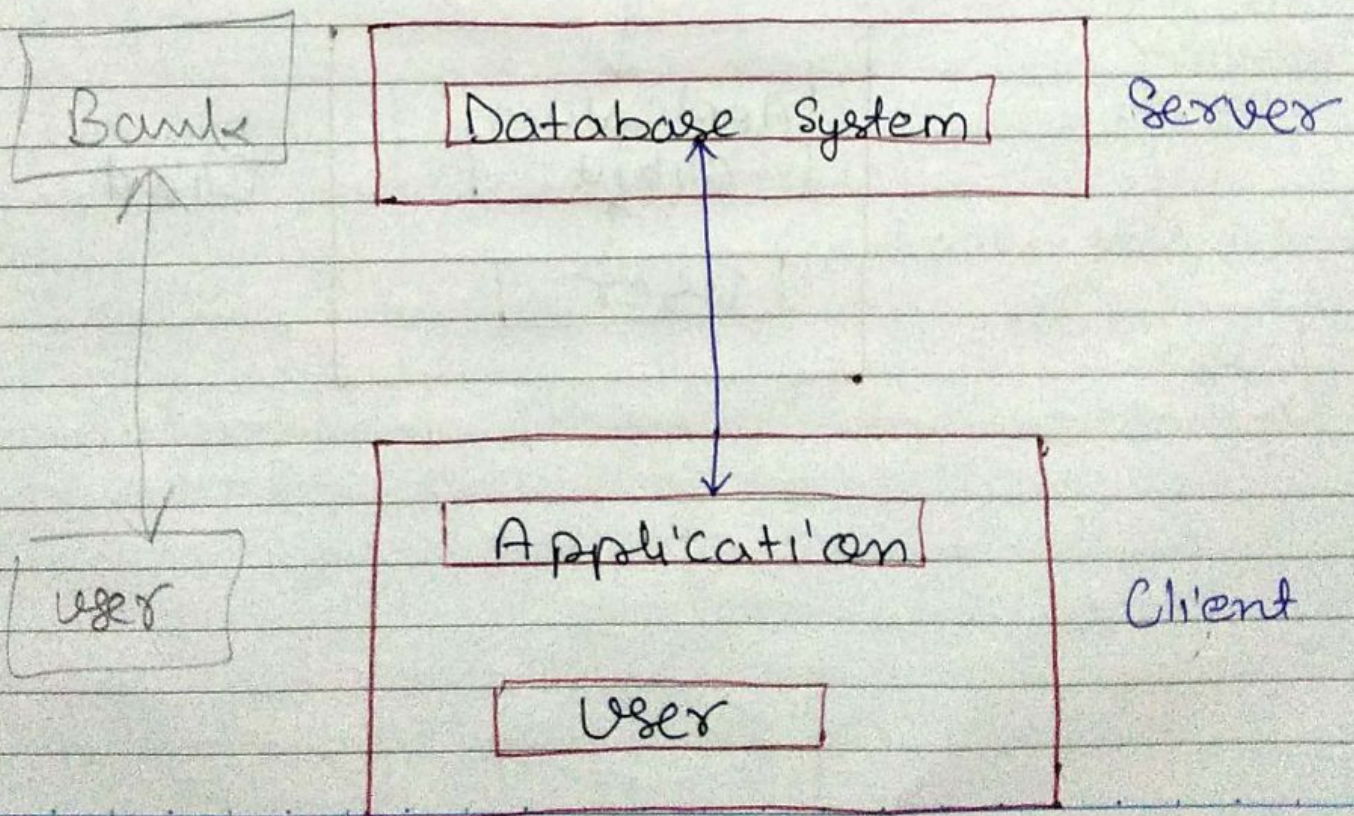 Bank
Database System
Server
Application
user
Client
User